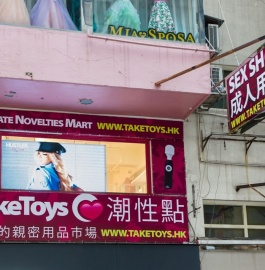 MIA SPOSA
ATE NOVELTIES MART WWW.TAKETOYS.HK
SEX SH
成人用
WWW.TAKE
keToys 潮性點
的親密用品市場 WWW.TAKETOYS.HK